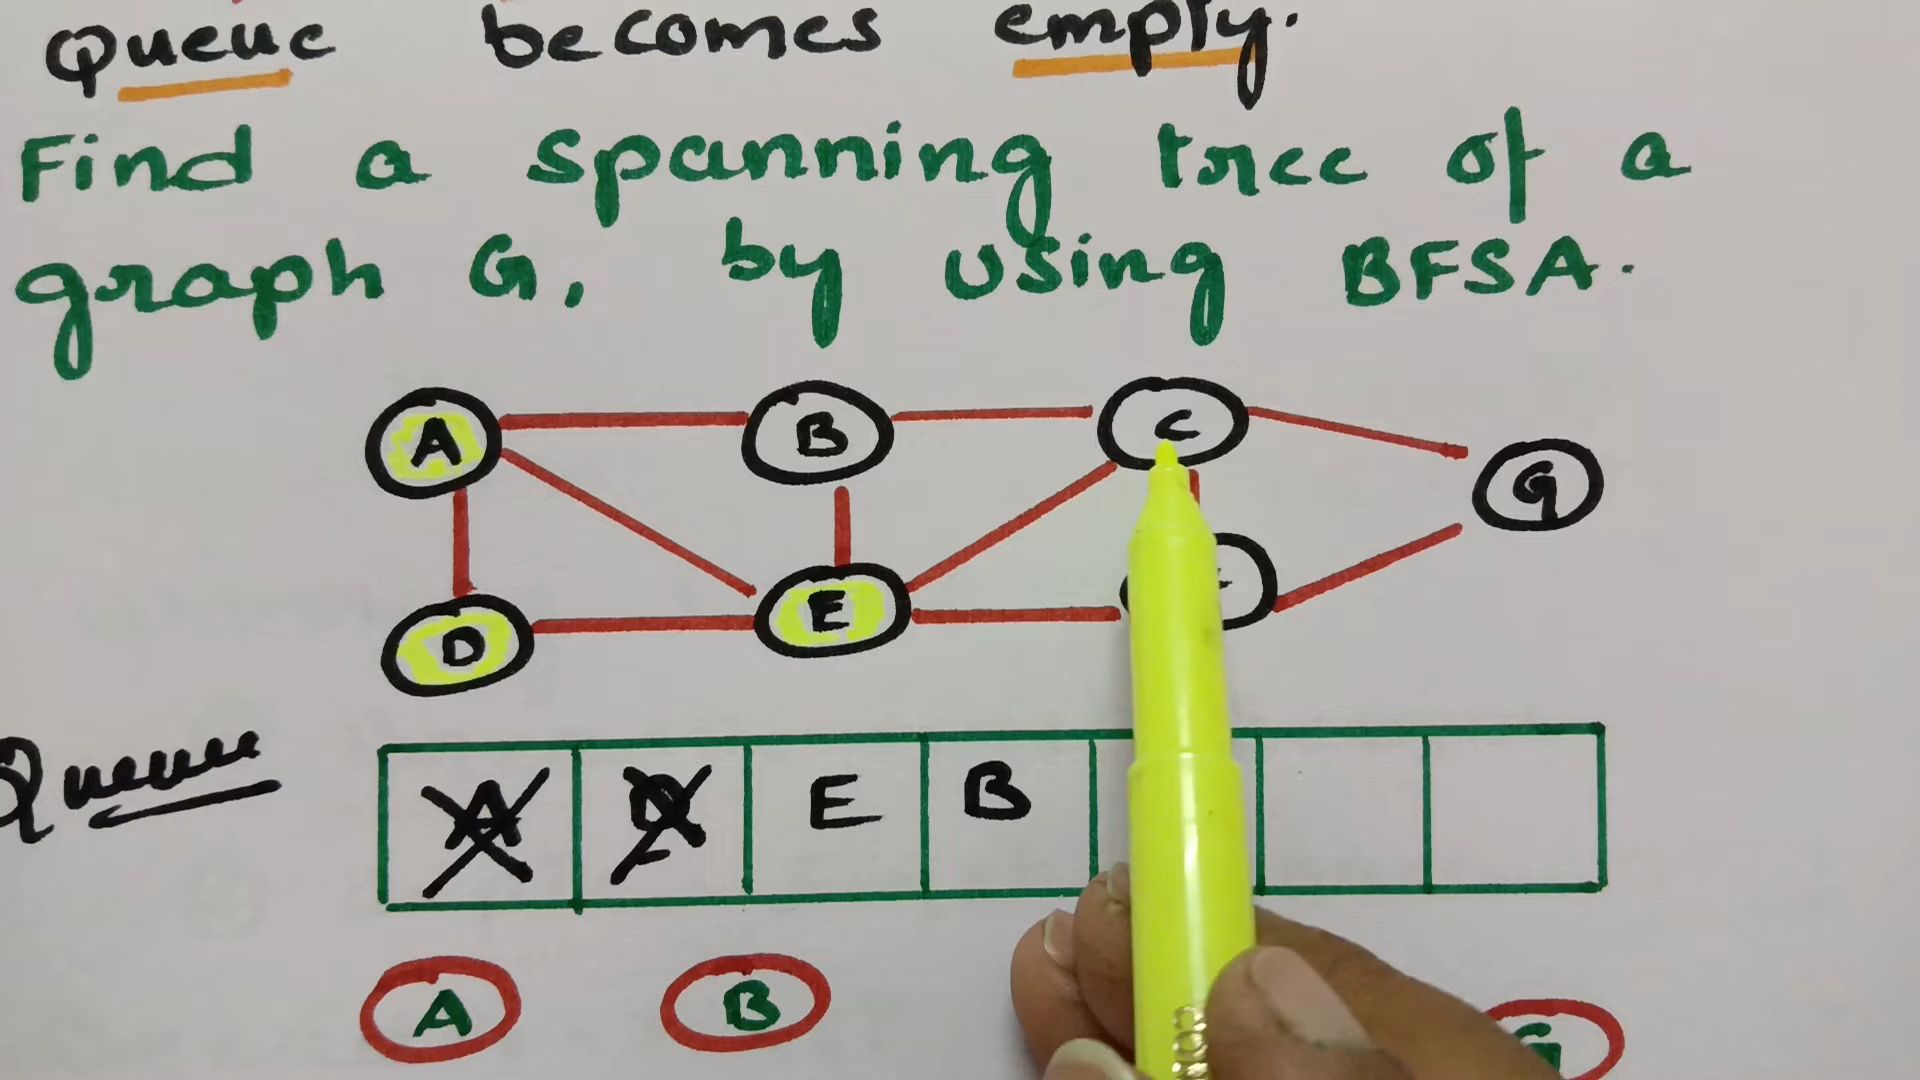 Queue becomes empty.
Find a spanning tree of a
graph G, by using BFSA.
A B C
G
D E
Queue A D E B
A B G